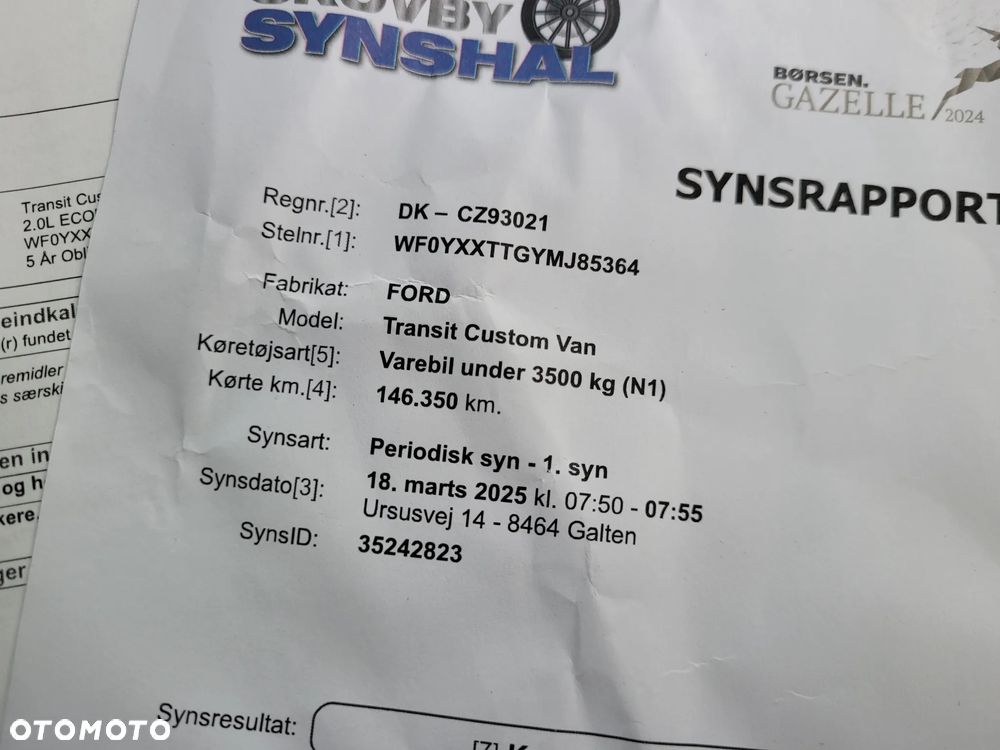 SYNSHAL
BØRSEN.
GAZELLE 2024
SYNSRAPPORT
Regnr.[2]: DK – CZ93021
Stelnr.[1]: WF0YXXTTGYMJ85364
Fabrikat: FORD
Model: Transit Custom Van
Køretøjsart[5]: Varebil under 3500 kg (N1)
Kørte km.[4]: 146.350 km.
Synsart: Periodisk syn - 1. syn
Synsdato[3]: 18. marts 2025 kl. 07:50 - 07:55
Ursusvej 14 - 8464 Galten
SynsID: 35242823
Synsresultat:
[7]
Transit Cus
2.0L ECO
WF0YXX
5 År Obl
eindkal
(r) fundet
remidler
s særski
en in
og h
kere.
ger
OTOMOTO